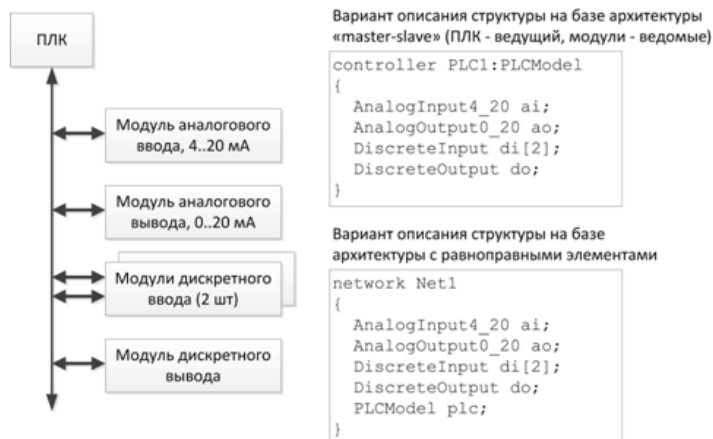 ПЛК
Модуль аналогового
ввода, 4..20 мА
Модуль аналогового
вывода, 0..20 мА
Модули дискретного
ввода (2 шт)
Модуль дискретного
вывода
Вариант описания структуры на базе архитектуры
«master-slave» (ПЛК - ведущий, модули - ведомые)
controller PLC1:PLCModel
{
AnalogInput4_20 ai;
AnalogOutput0_20 ao;
DiscreteInput di[2];
DiscreteOutput do;
}
Вариант описания структуры на базе
архитектуры с равноправными элементами
network Net1
{
AnalogInput4_20 ai;
AnalogOutput0_20 ao;
DiscreteInput di[2];
DiscreteOutput do;
PLCModel plc;
}